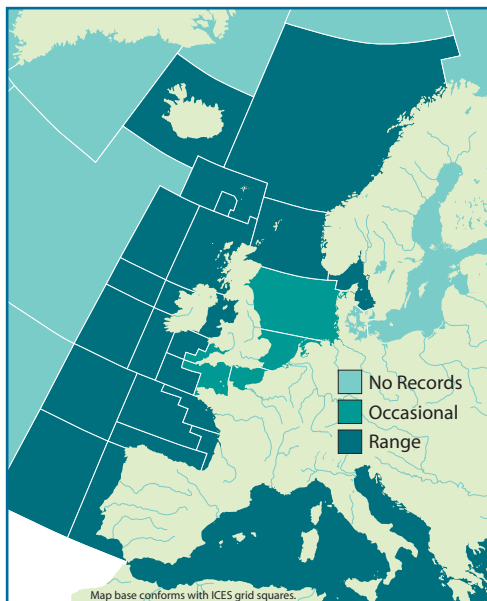 No Records
Occasional
Range
Map base conforms with ICES grid squares.